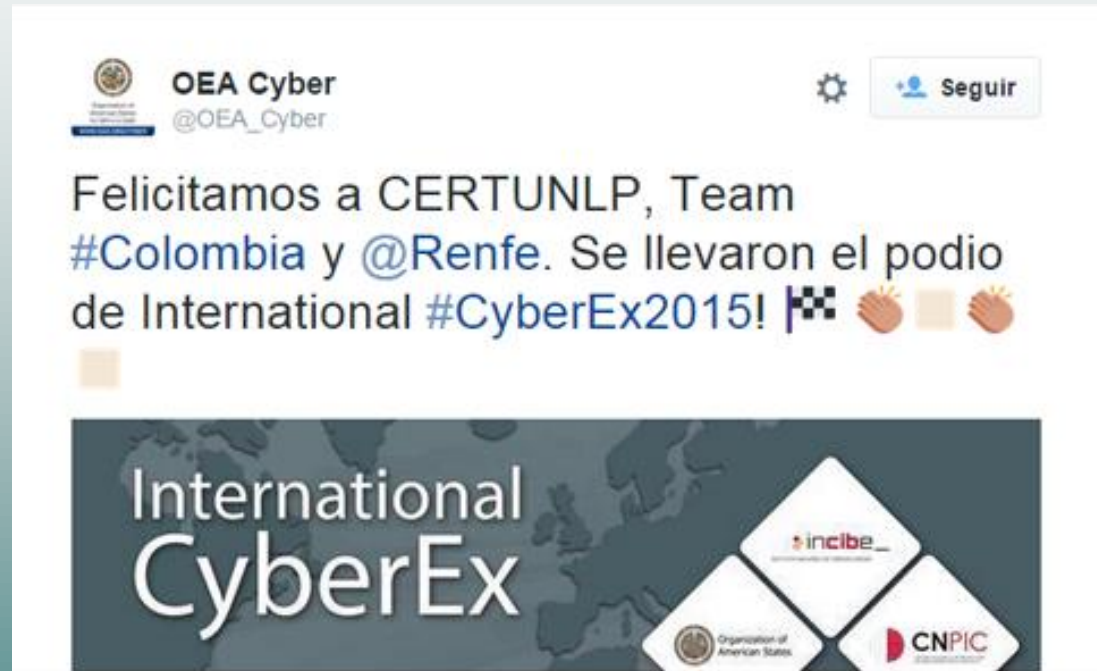 OEA Cyber
@OEA_Cyber
Seguir
Felicitamos a CERTUNLP, Team
#Colombia y @Renfe. Se llevaron el podio
de International #CyberEx2015! 🏁 👏 👏
International
CyberEx
incibe_
Organization of
American States
CNPIC